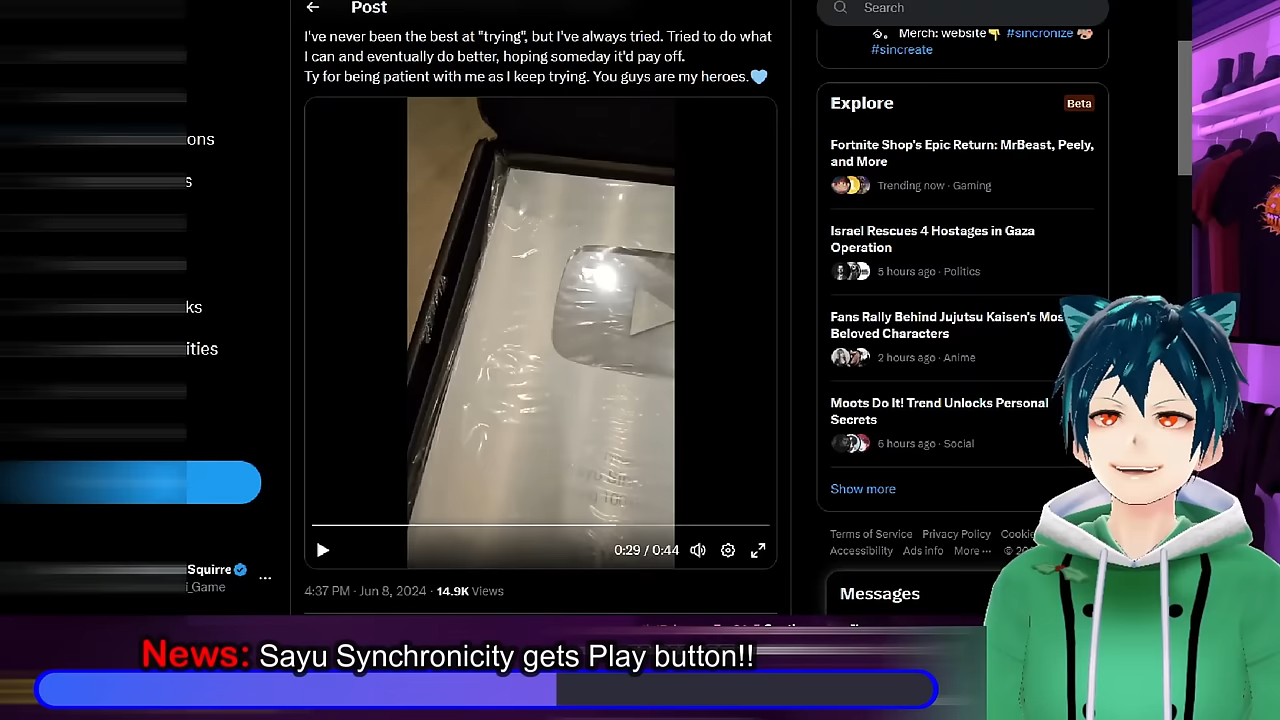 Post
I've never been the best at "trying", but I've always tried. Tried to do what
I can and eventually do better, hoping someday it'd pay off.
Ty for being patient with me as I keep trying. You guys are my heroes.💙
0:29 / 0:44
4:37 PM · Jun 8, 2024 · 14.9K Views
ons
s
ks
ities
Squirre
_Game
Search
Merch: website👇 #sincronize
#sincreate
Explore
Beta
Fortnite Shop's Epic Return: MrBeast, Peely,
and More
Trending now · Gaming
Israel Rescues 4 Hostages in Gaza
Operation
5 hours ago · Politics
Fans Rally Behind Jujutsu Kaisen's Mos
Beloved Characters
2 hours ago · Anime
Moots Do It! Trend Unlocks Personal
Secrets
6 hours ago · Social
Show more
Terms of Service Privacy Policy Cookie
Accessibility Ads info More ··· © 20
Messages
News: Sayu Synchronicity gets Play button!!